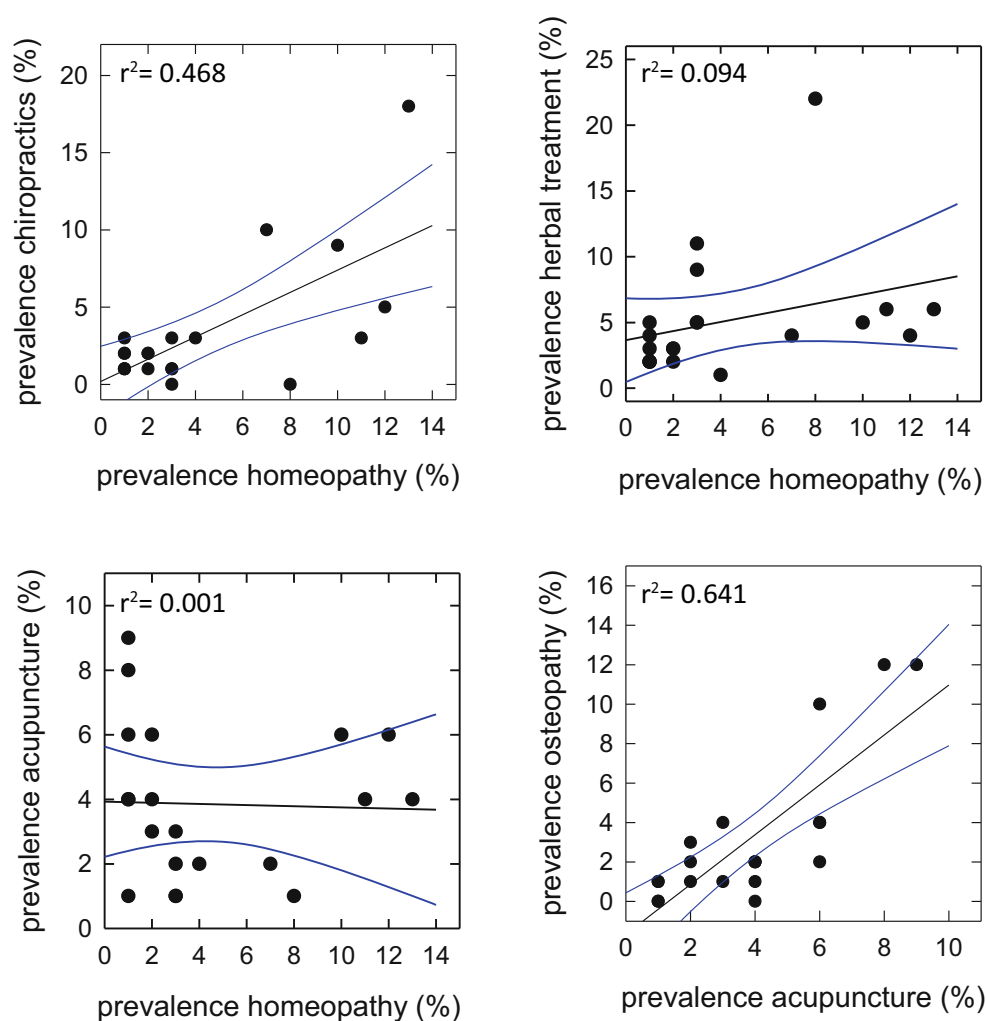 r²= 0.468
prevalence chiropractics (%)
20
15
10
5
0
0 2 4 6 8 10 12 14
prevalence homeopathy (%)
r²= 0.094
prevalence herbal treatment (%)
25
20
15
10
5
0
0 2 4 6 8 10 12 14
prevalence homeopathy (%)
r²= 0.001
prevalence acupuncture (%)
10
8
6
4
2
0
0 2 4 6 8 10 12 14
prevalence homeopathy (%)
r²= 0.641
prevalence osteopathy (%)
16
14
12
10
8
6
4
2
0
0 2 4 6 8 10
prevalence acupuncture (%)